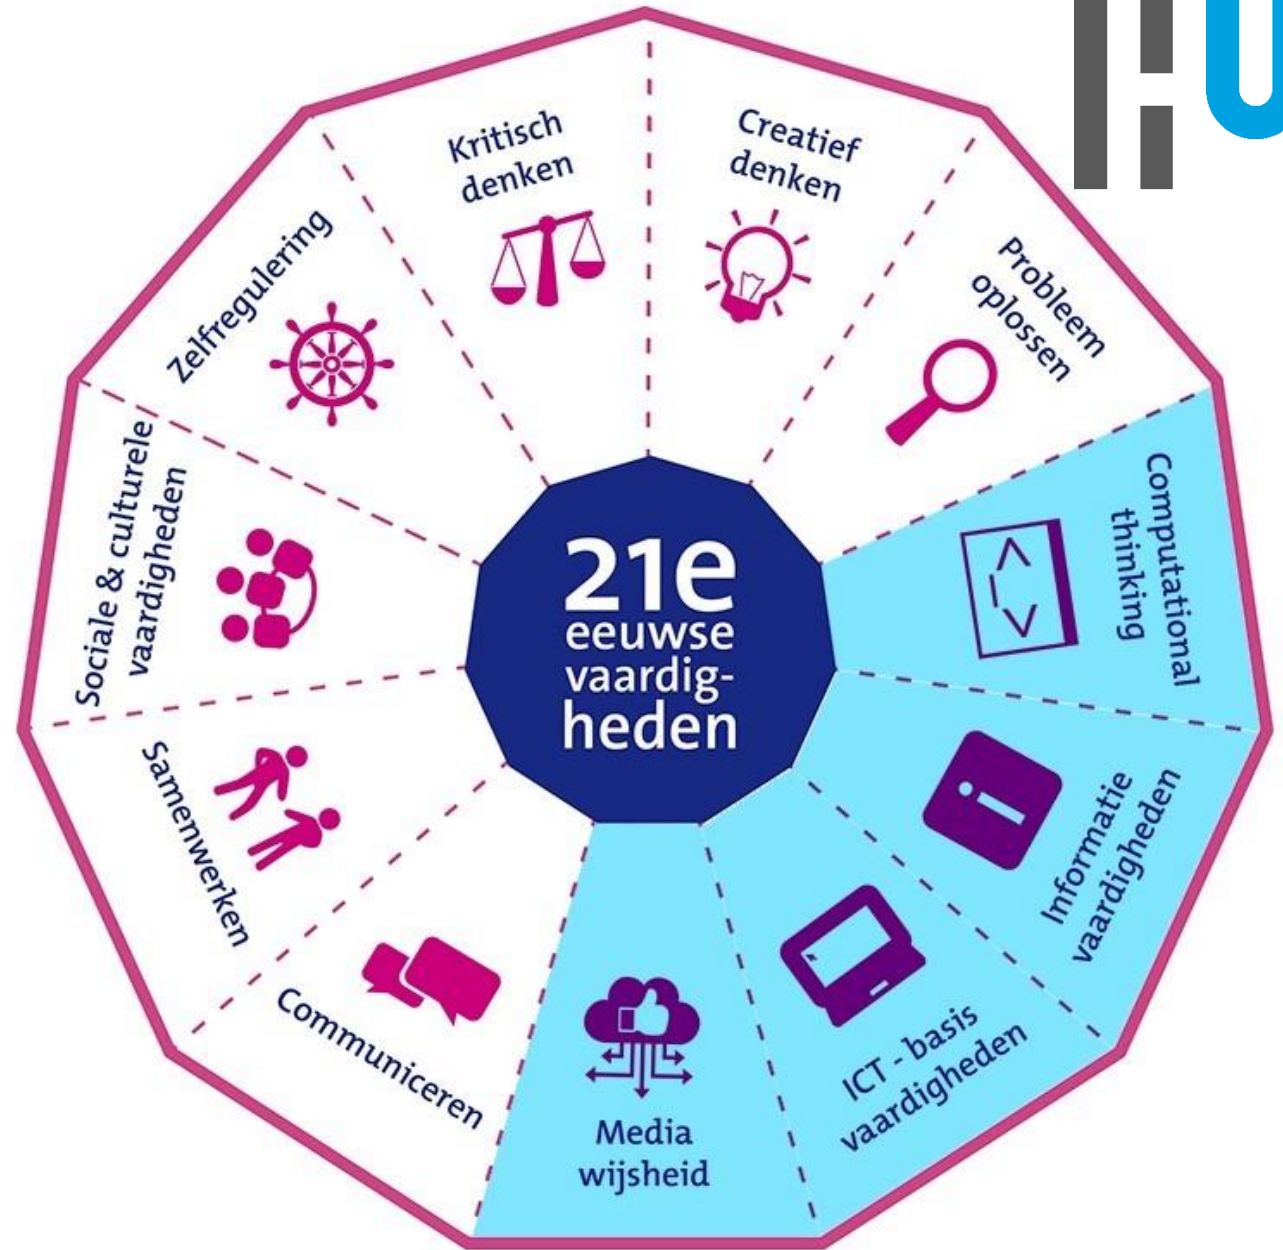 HU
Kritisch
denken
Creatief
denken
Probleem
oplossen
Computational
thinking
Informatie
vaardigheden
ICT - basis
vaardigheden
Media
wijsheid
Communiceren
Samenwerken
Sociale & culturele
vaardigheden
Zelfregulering
21e
eeuwse
vaardig-
heden